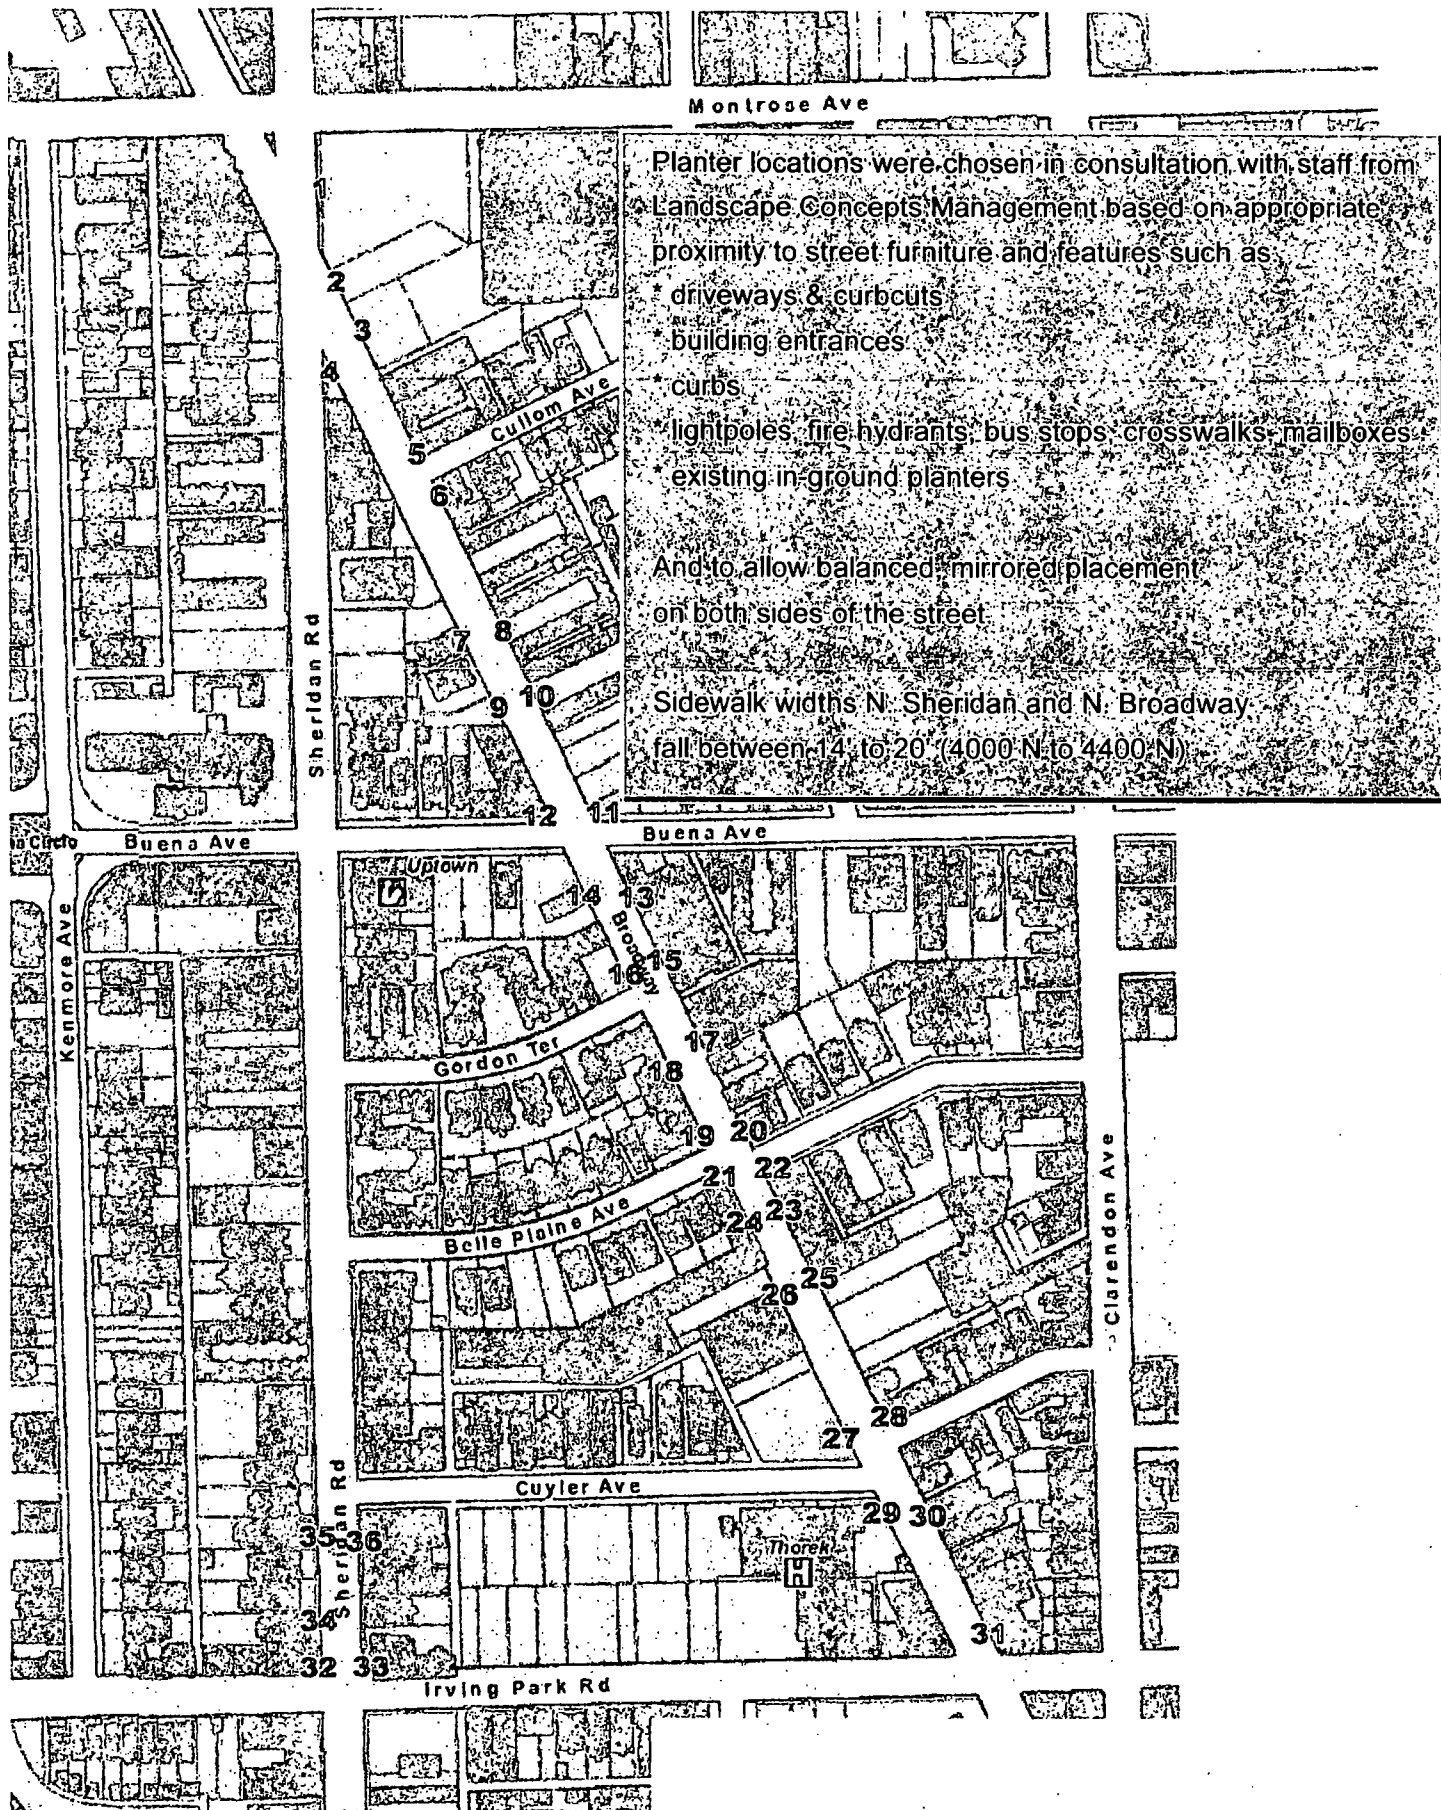 Montrose Ave
Planter locations were chosen in consultation with staff from
Landscape Concepts Management based on appropriate
proximity to street furniture and features such as
* driveways & curbcuts
* building entrances
* curbs
* lightpoles, fire hydrants, bus stops, crosswalks, mailboxes
* existing in-ground planters
And to allow balanced, mirrored placement
on both sides of the street.
Sidewalk widths N. Sheridan and N. Broadway
fall between 14' to 20' (4000 N to 4400 N)
2
3
4
Cullom Ave
5
6
Sheridan Rd
7
8
9
10
12
11
Buena Ave
Buena Ave
Uptown
14
13
Broadway
Kenmore Ave
16
15
Gordon Ter
17
18
19
20
21
22
Belle Plaine Ave
24
23
Clarendon Ave
25
26
28
27
Sheridan Rd
Cuyler Ave
29
30
35
36
Thorek
H
34
31
32
33
Irving Park Rd